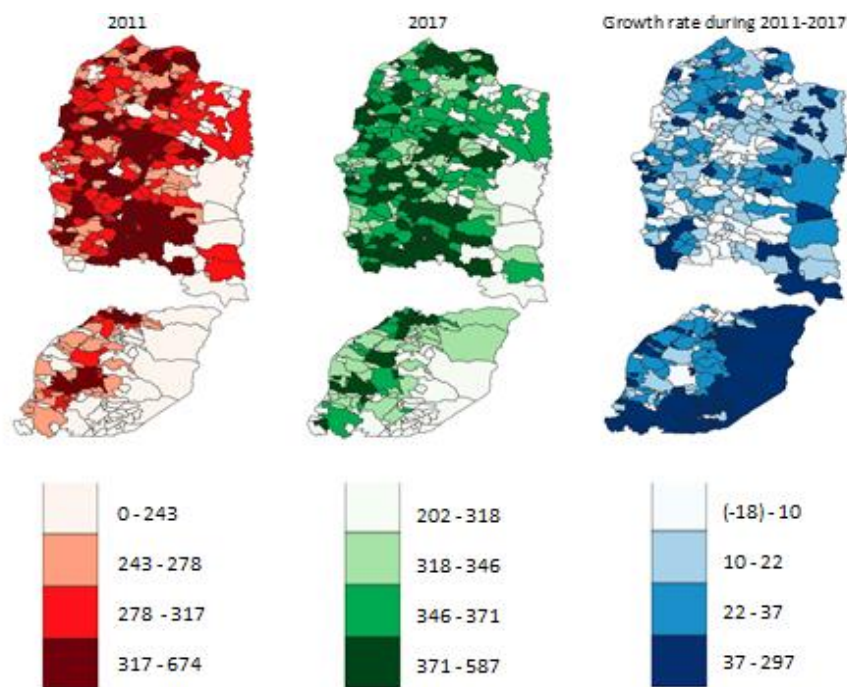 2011
2017
Growth rate during 2011-2017
0 - 243
243 - 278
278 - 317
317 - 674
202 - 318
318 - 346
346 - 371
371 - 587
(-18) - 10
10 - 22
22 - 37
37 - 297